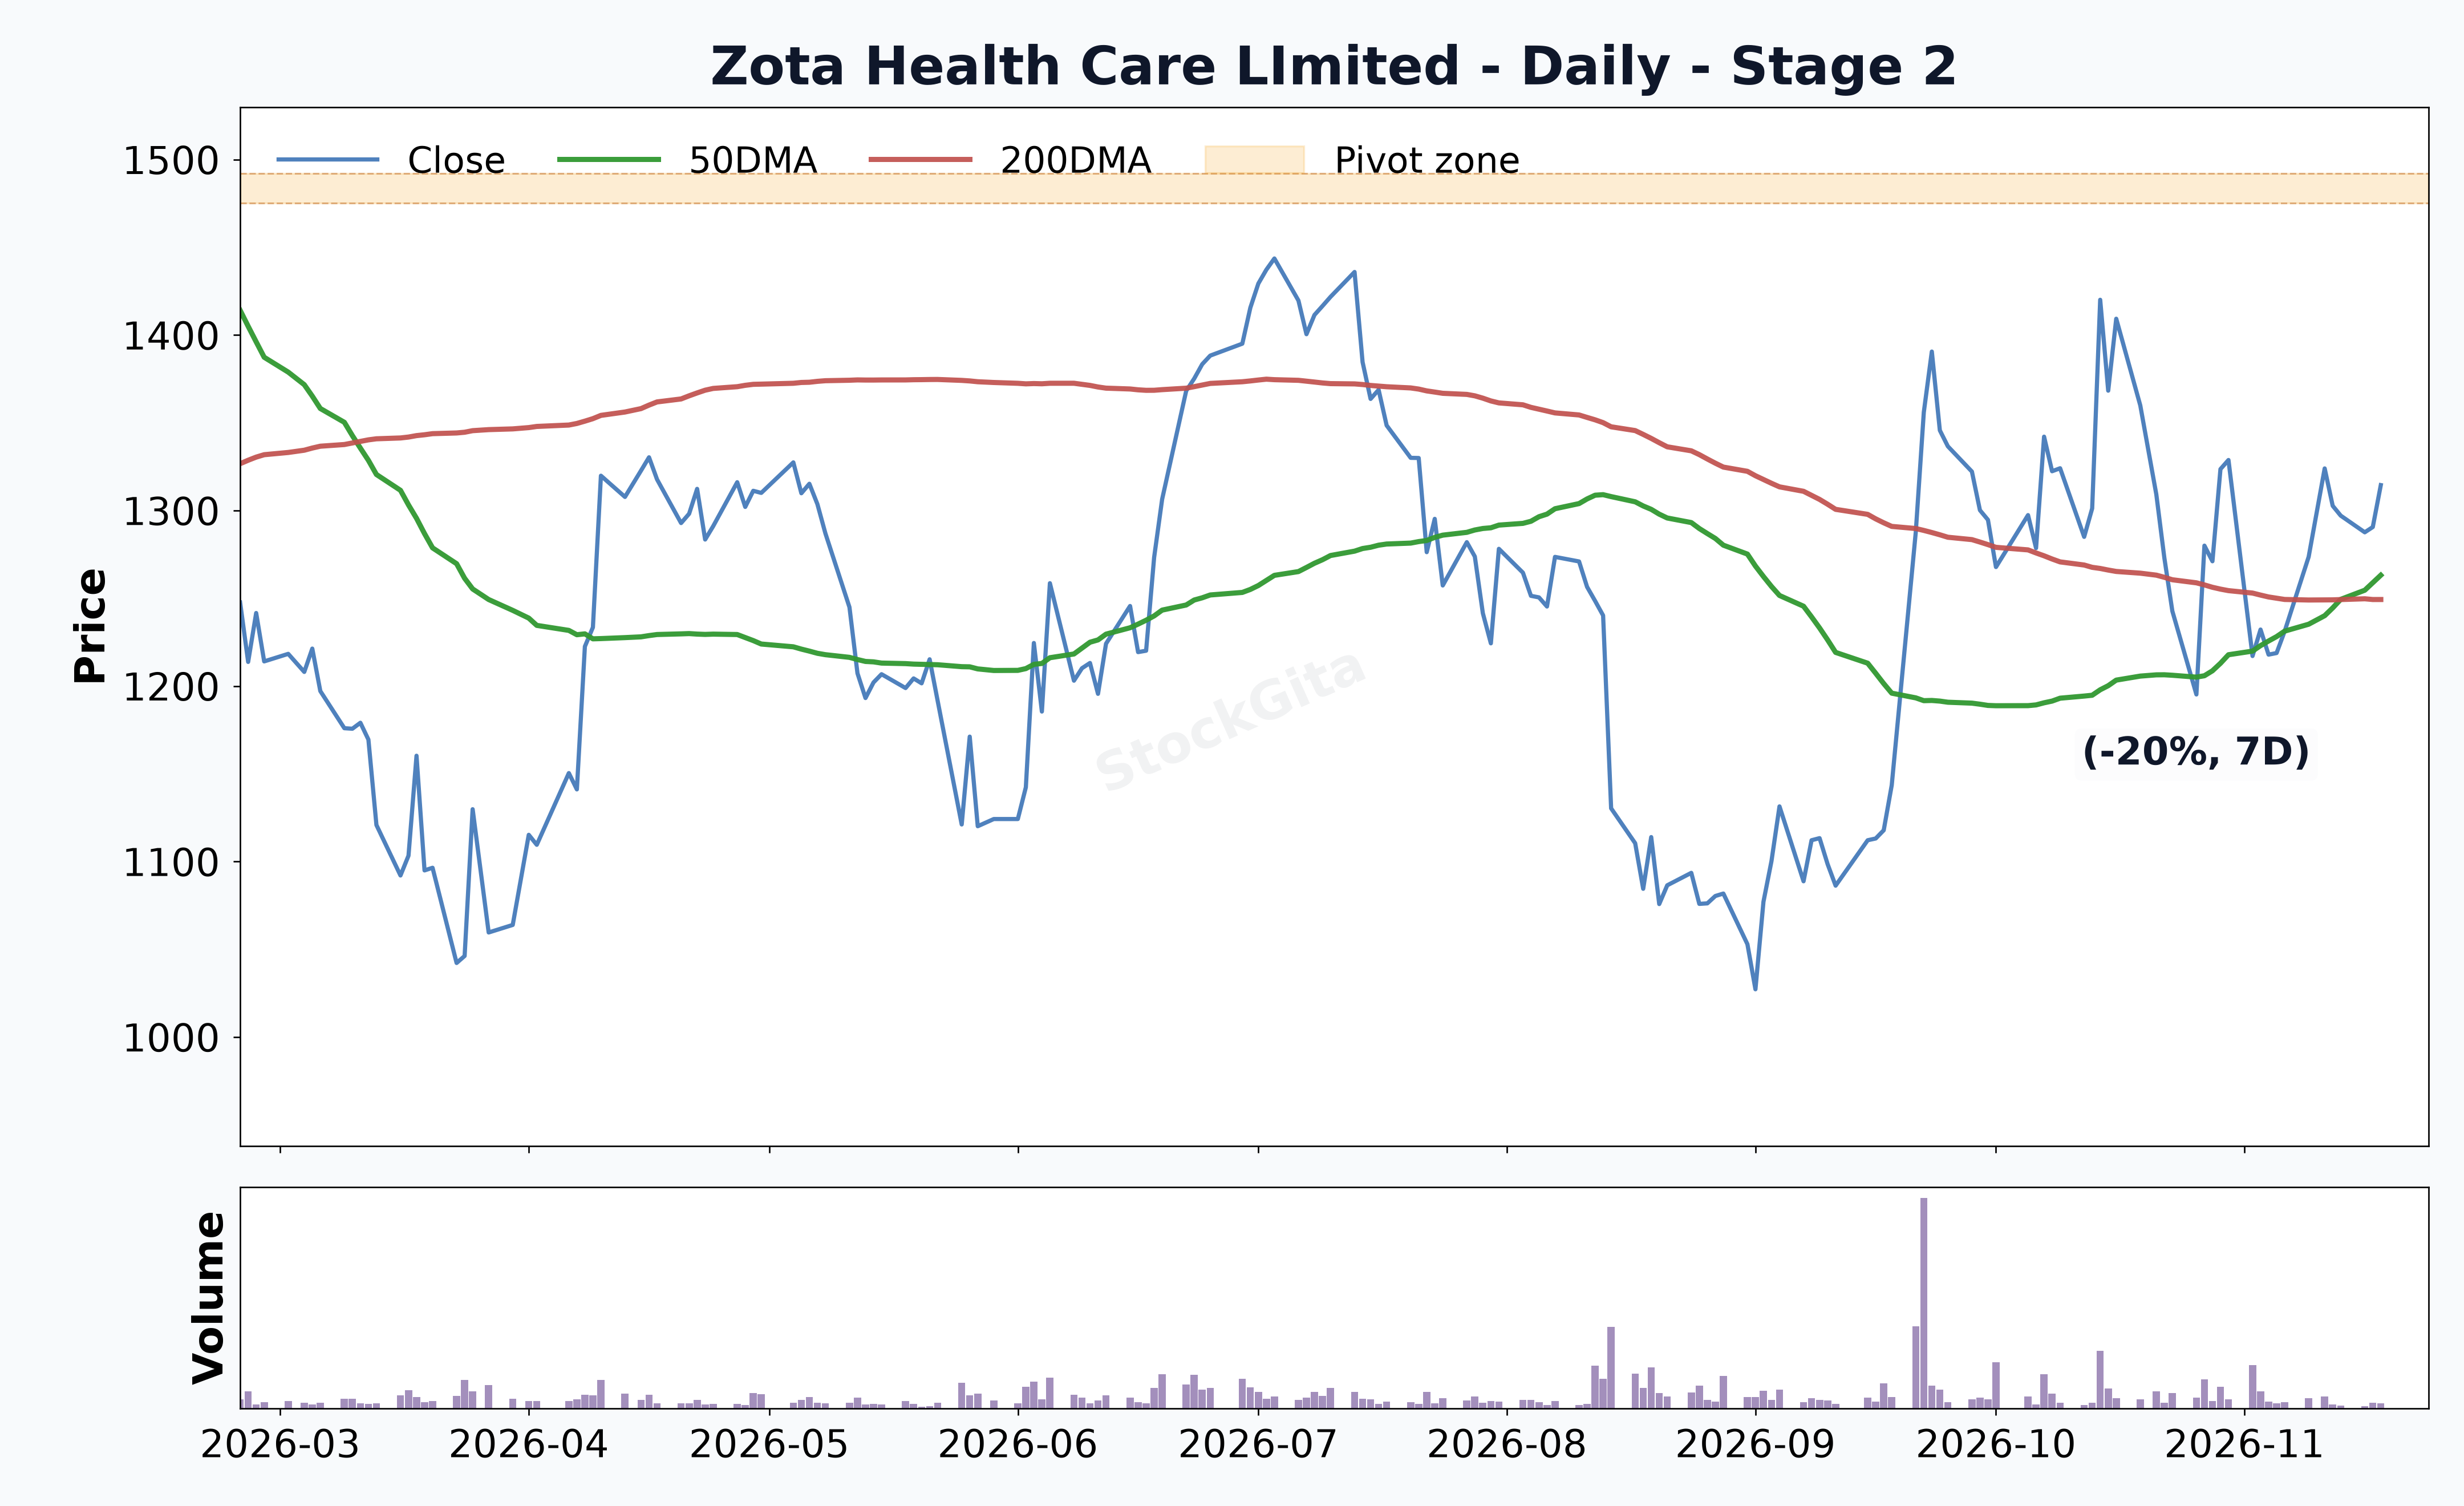 Zota Health Care LImited - Daily - Stage 2
Close 50DMA 200DMA Pivot zone
1500
1400
1300
1200
1100
1000
Price
StockGita
(-20%, 7D)
Volume
2026-03 2026-04 2026-05 2026-06 2026-07 2026-08 2026-09 2026-10 2026-11